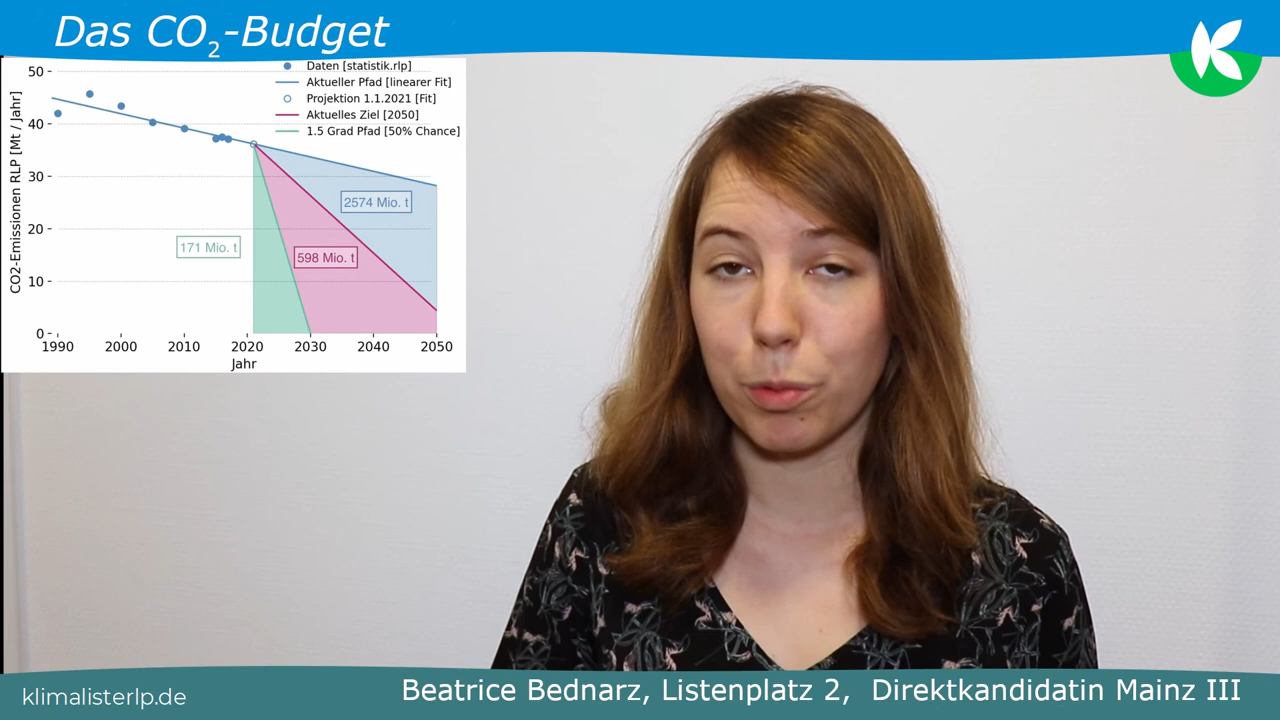 Das CO₂-Budget
Daten [statistik.rlp]
Aktueller Pfad [linearer Fit]
Projektion 1.1.2021 [Fit]
Aktuelles Ziel [2050]
1.5 Grad Pfad [50% Chance]
CO2-Emissionen RLP [Mt / Jahr]
50
40
30
20
10
0
2574 Mio. t
171 Mio. t
598 Mio. t
1990 2000 2010 2020 2030 2040 2050
Jahr
klimalisterlp.de
Beatrice Bednarz, Listenplatz 2, Direktkandidatin Mainz III